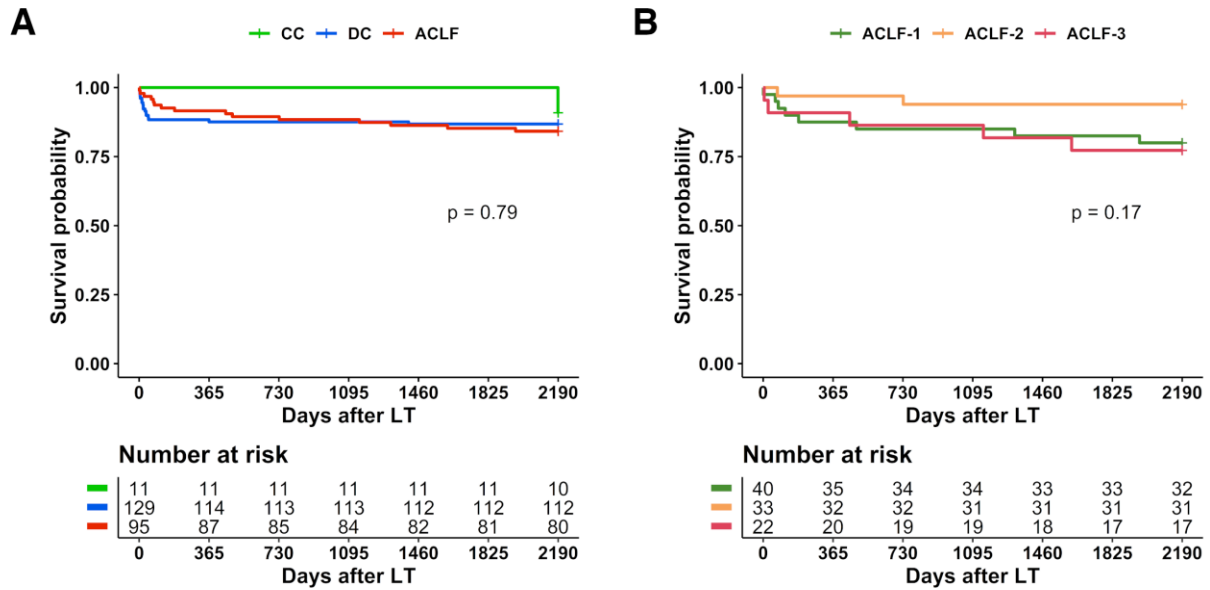 A
CC DC ACLF
Survival probability
1.00
0.75
0.50
0.25
0.00
p = 0.79
0 365 730 1095 1460 1825 2190
Days after LT
Number at risk
11 11 11 11 11 11 10
129 114 113 113 112 112 112
95 87 85 84 82 81 80
0 365 730 1095 1460 1825 2190
Days after LT
B
ACLF-1 ACLF-2 ACLF-3
Survival probability
1.00
0.75
0.50
0.25
0.00
p = 0.17
0 365 730 1095 1460 1825 2190
Days after LT
Number at risk
40 35 34 34 33 33 32
33 32 32 31 31 31 31
22 20 19 19 18 17 17
0 365 730 1095 1460 1825 2190
Days after LT